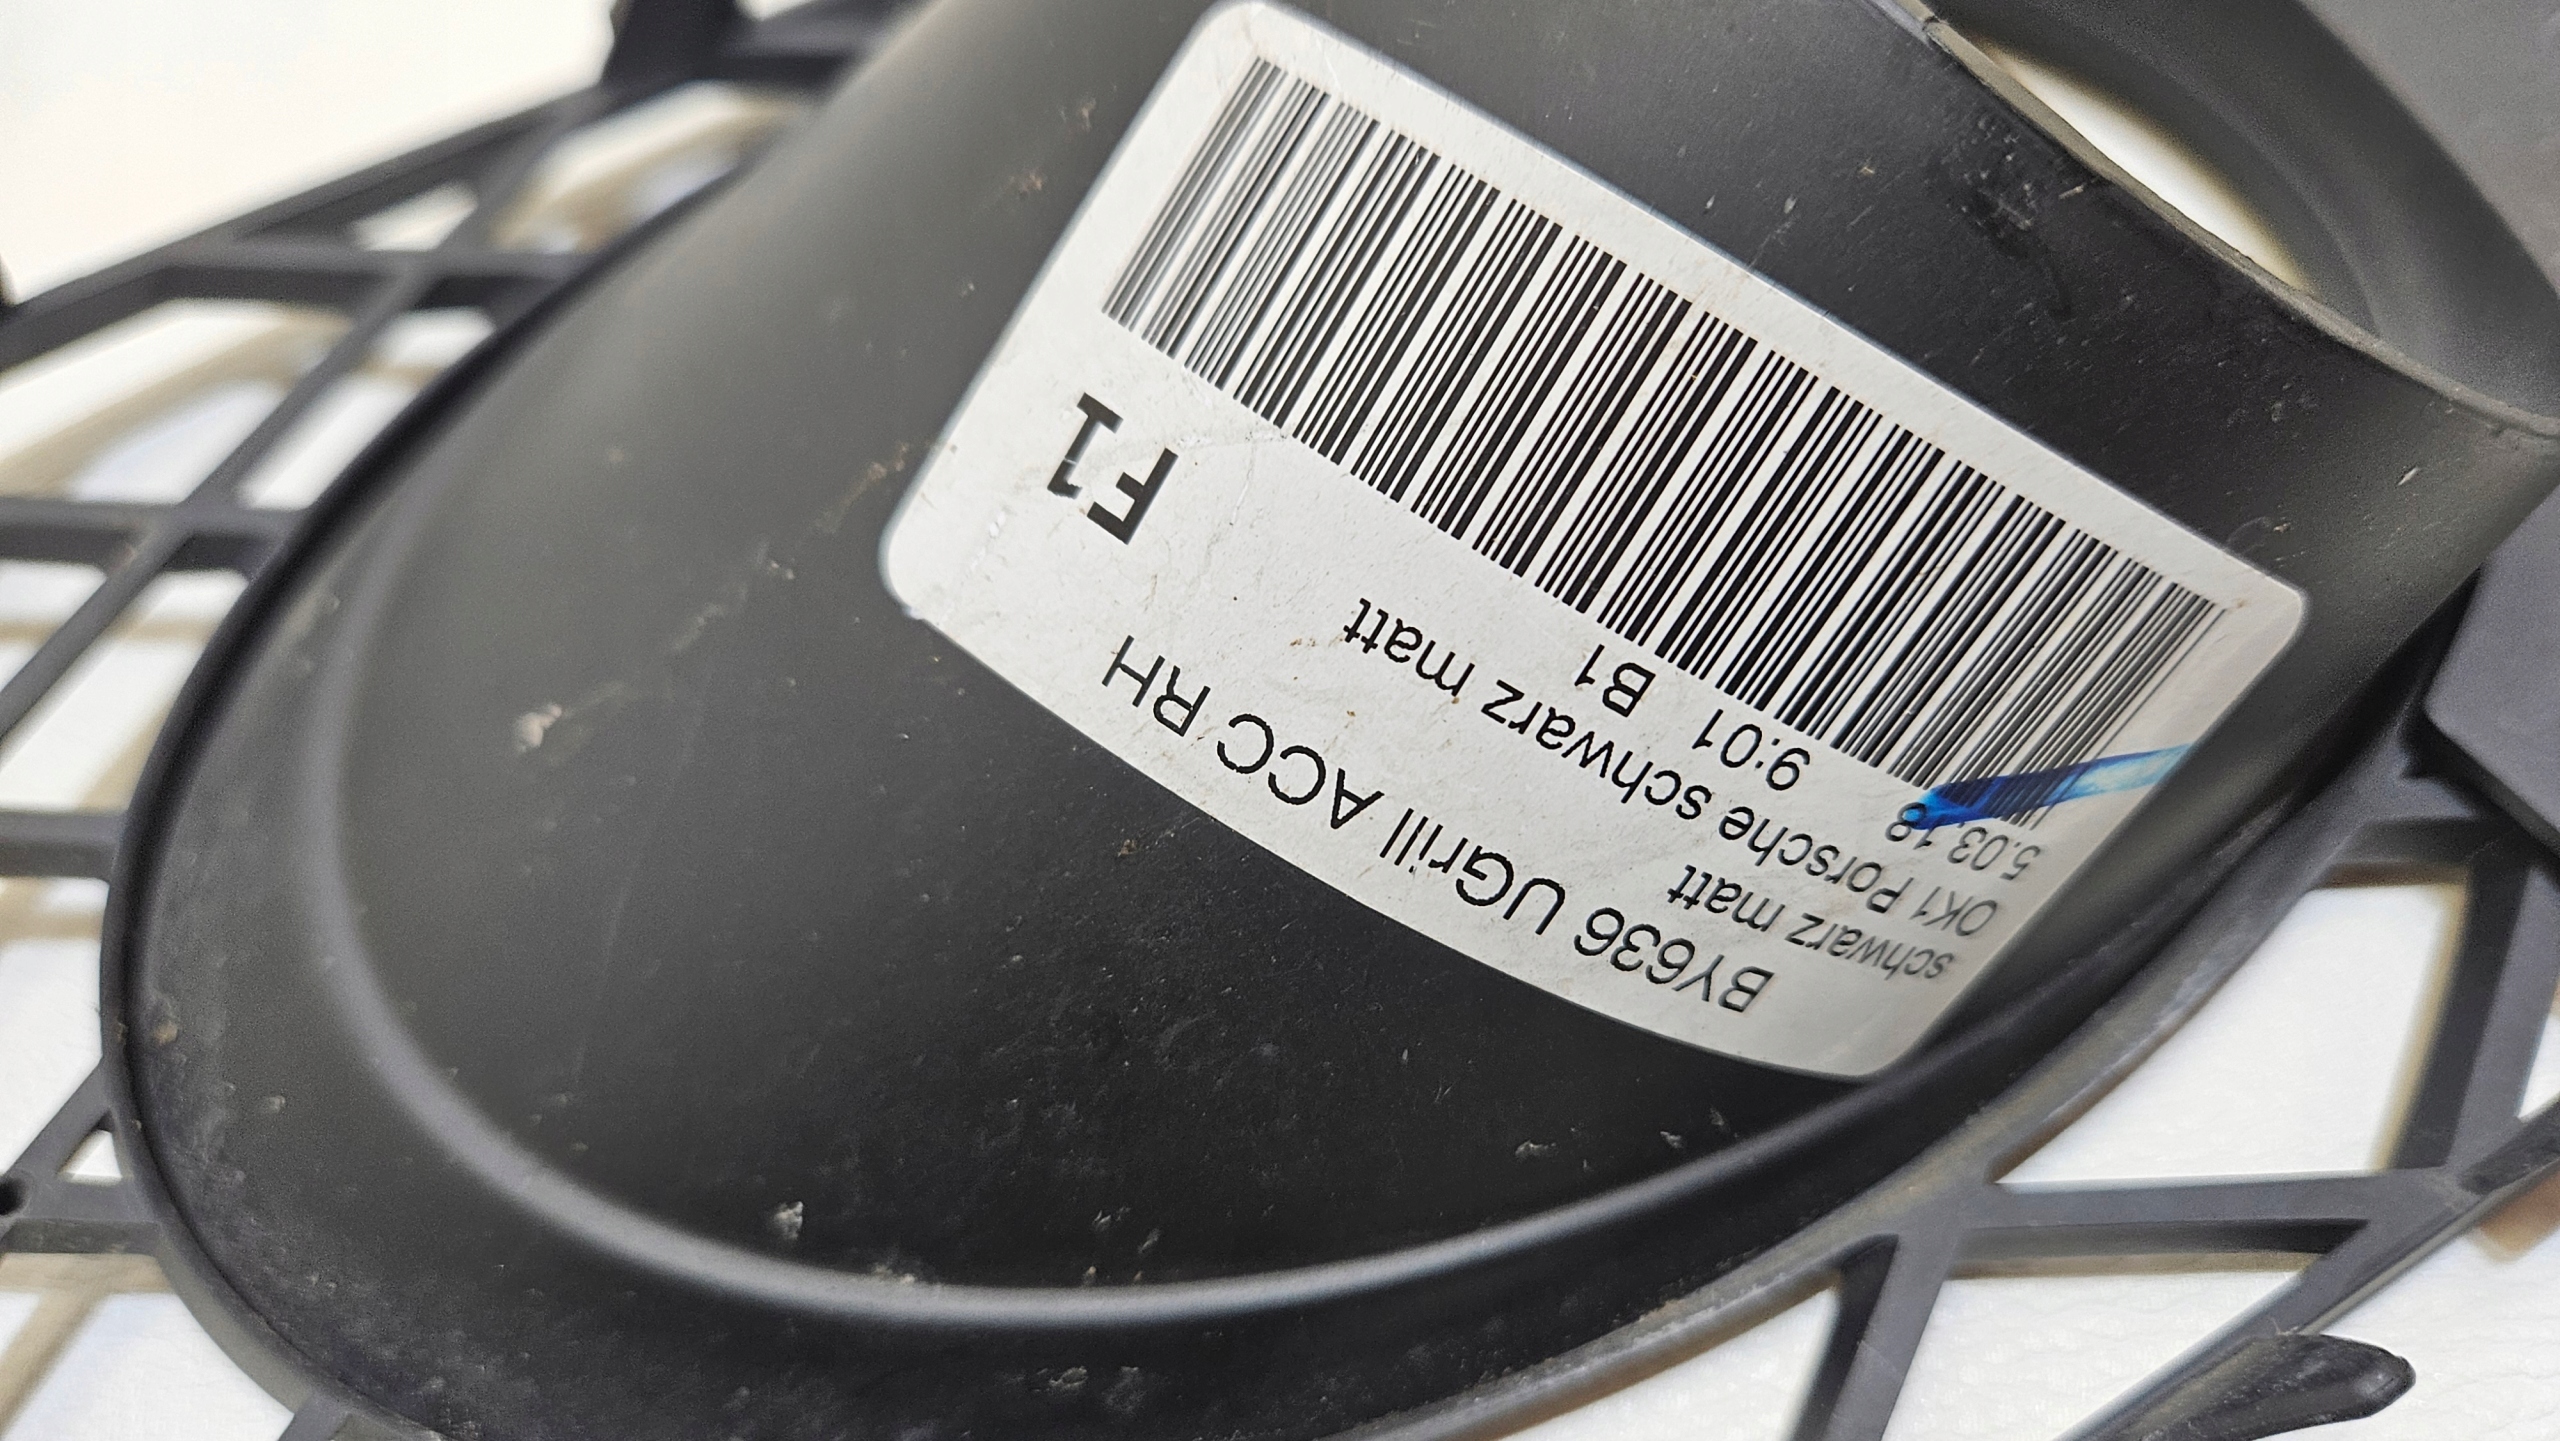 BY636 UGrill ACC RH
schwarz matt
OK1 Porsche schwarz matt
5.03.18 9:01 B1
F1